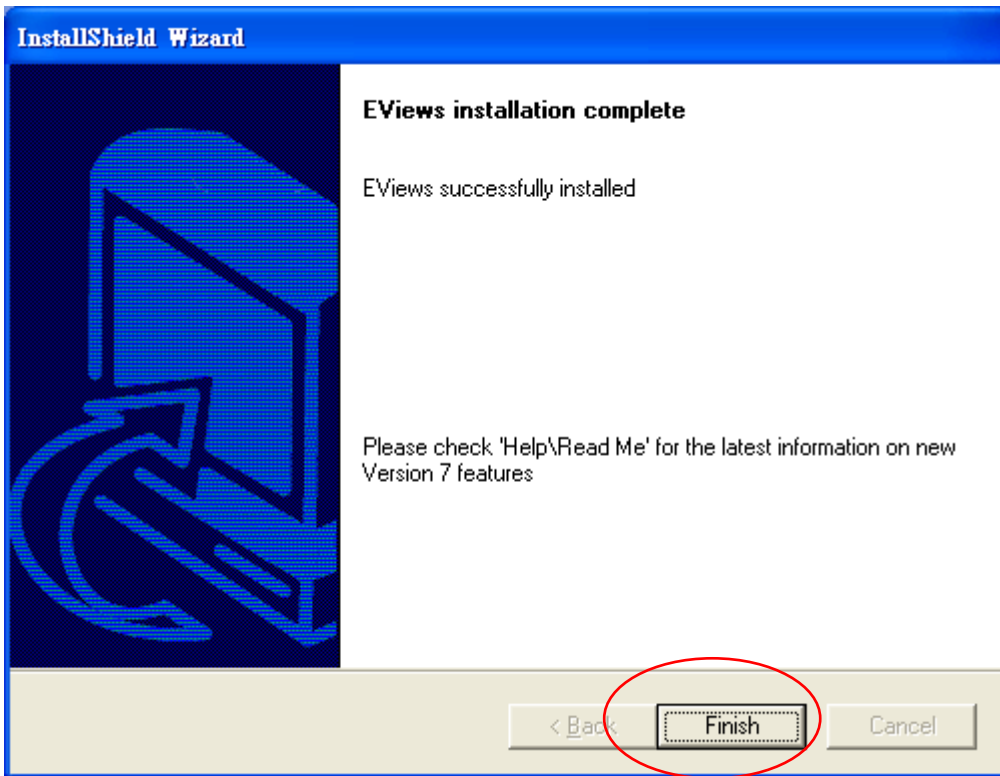 InstallShield Wizard
EViews installation complete
EViews successfully installed
Please check 'Help\Read Me' for the latest information on new
Version 7 features
< Back
Finish
Cancel